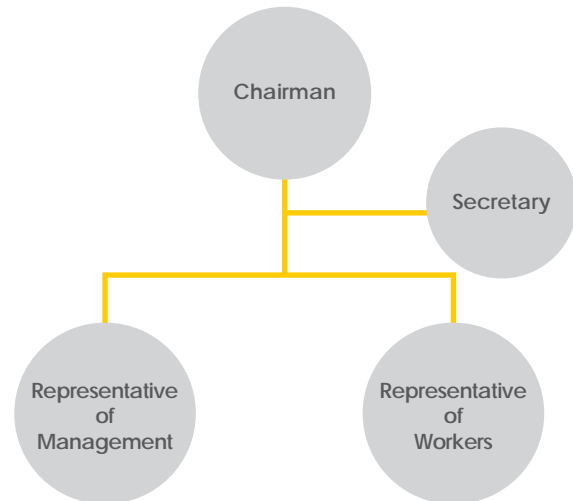 Chairman
Secretary
Representative
of
Management
Representative
of
Workers